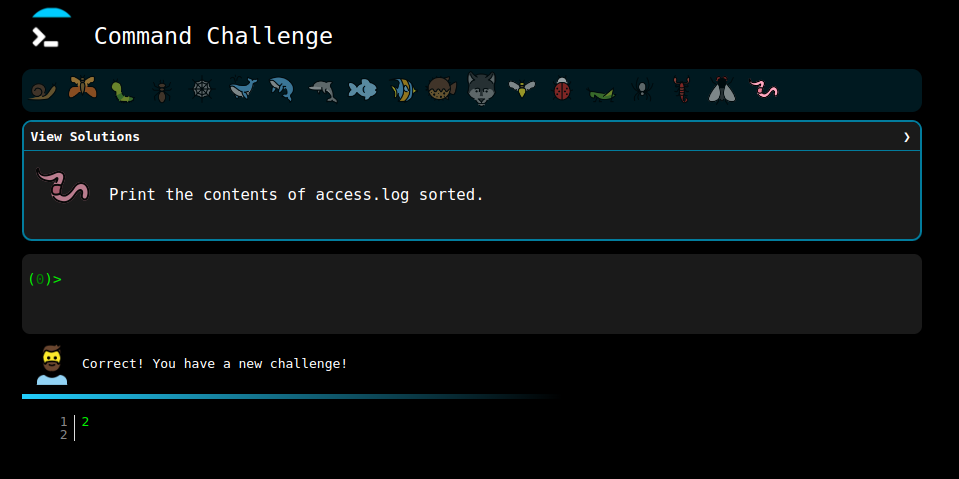 Command Challenge
View Solutions
Print the contents of access.log sorted.
(0)>
Correct! You have a new challenge!
1 2
2